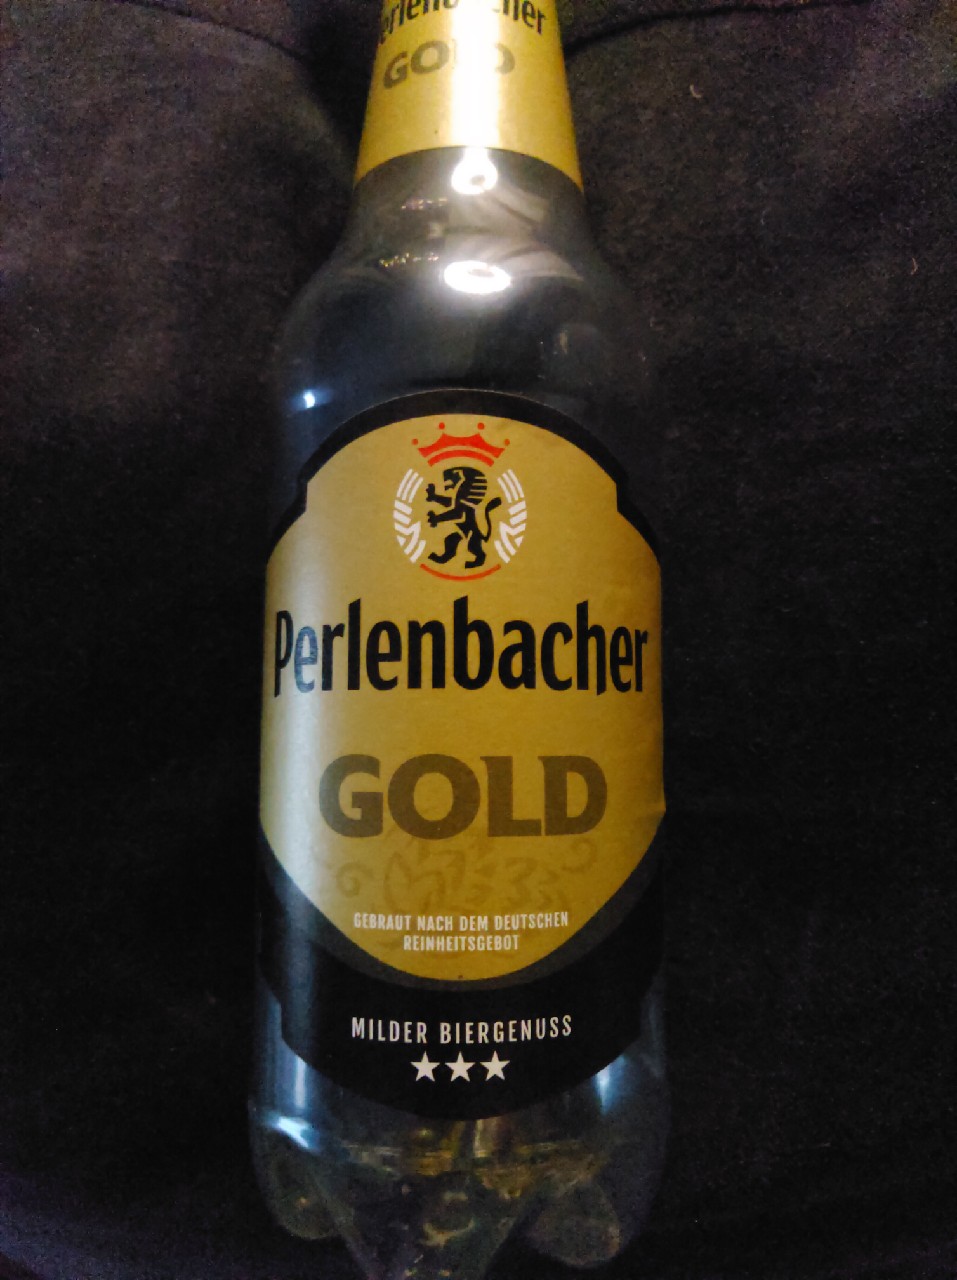 Perlenbacher
GOLD
Perlenbacher
GOLD
GEBRAUT NACH DEM DEUTSCHEN
REINHEITSGEBOT
MILDER BIERGENUSS